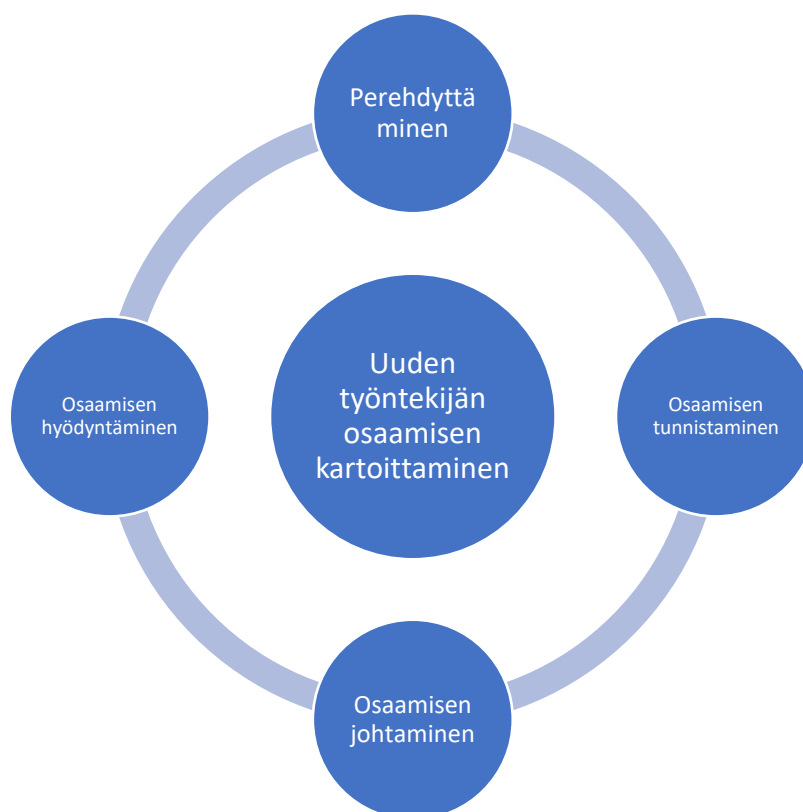 Perehdyttä
minen
Uuden
työntekijän
osaamisen
kartoittaminen
Osaamisen
hyödyntäminen
Osaamisen
tunnistaminen
Osaamisen
johtaminen